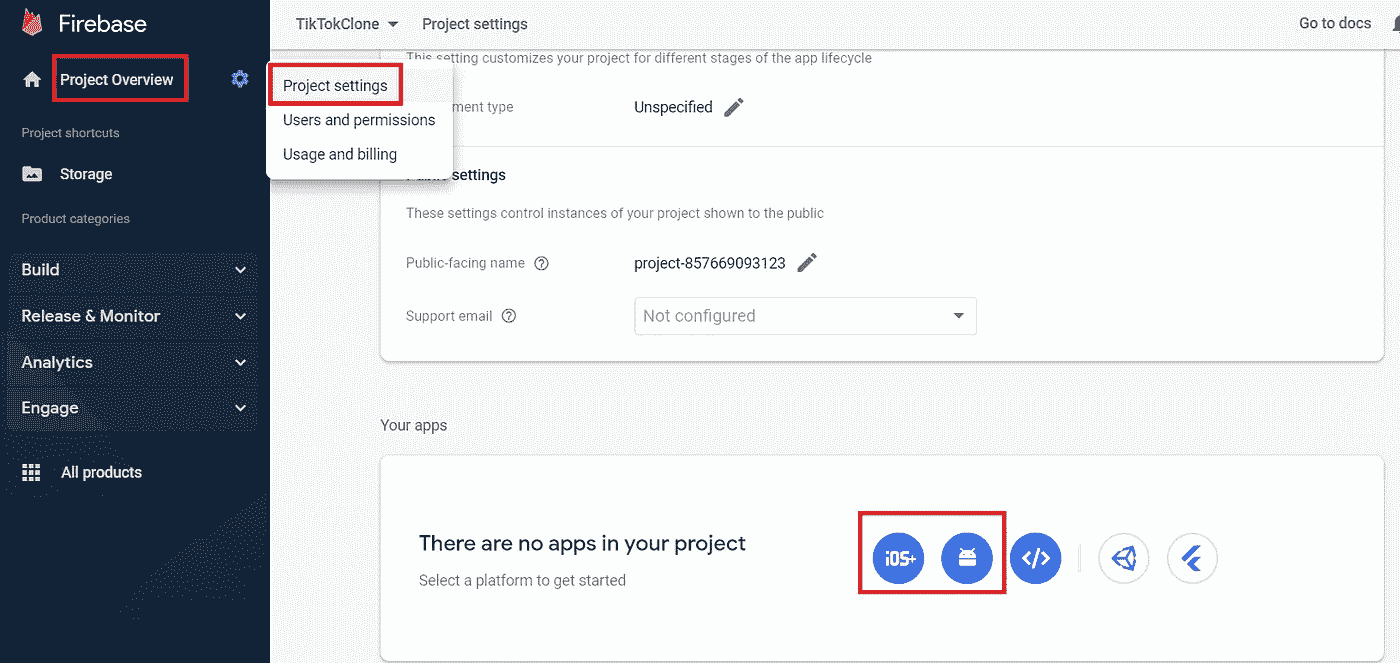 Firebase
Project Overview
Project shortcuts
Storage
Product categories
Build
Release & Monitor
Analytics
Engage
All products
TikTokClone
Project settings
Go to docs
Project settings
Users and permissions
Usage and billing
This setting customizes your project for different stages of the app lifecycle
ment type
Unspecified
settings
These settings control instances of your project shown to the public
Public-facing name
project-857669093123
Support email
Not configured
Your apps
There are no apps in your project
Select a platform to get started
iOS+